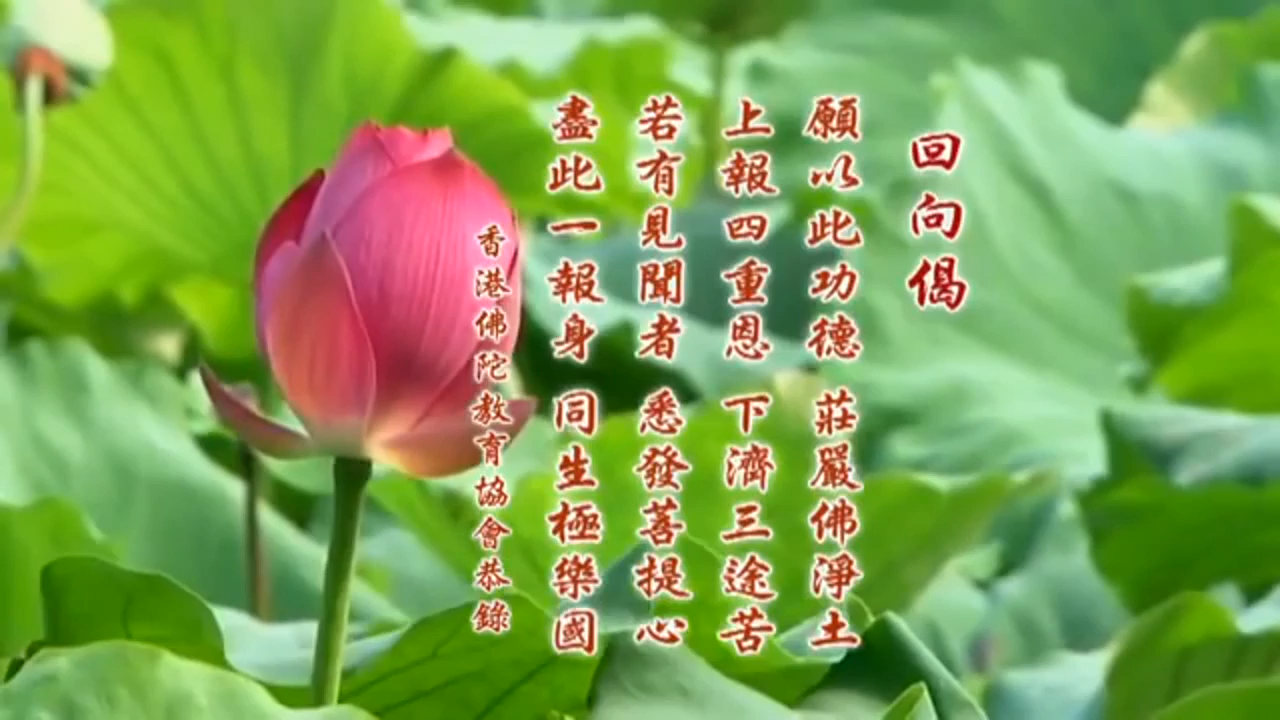 回向偈
願以此功德 莊嚴佛淨土
上報四重恩 下濟三途苦
若有見聞者 悉發菩提心
盡此一報身 同生極樂國
香港佛陀教育協會恭錄